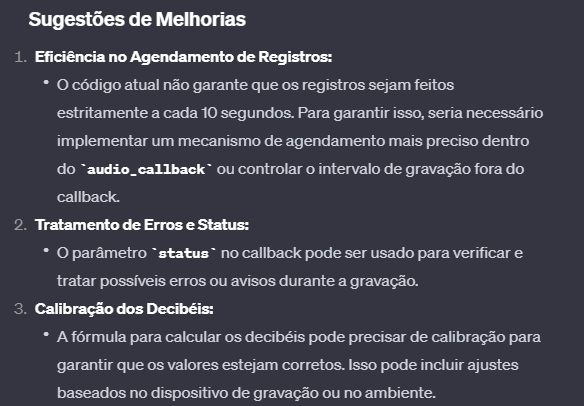 Sugestões de Melhorias
1. Eficiência no Agendamento de Registros:
• O código atual não garante que os registros sejam feitos
estritamente a cada 10 segundos. Para garantir isso, seria necessário
implementar um mecanismo de agendamento mais preciso dentro
do `audio_callback` ou controlar o intervalo de gravação fora do
callback.
2. Tratamento de Erros e Status:
• O parâmetro `status` no callback pode ser usado para verificar e
tratar possíveis erros ou avisos durante a gravação.
3. Calibração dos Decibéis:
• A fórmula para calcular os decibéis pode precisar de calibração para
garantir que os valores estejam corretos. Isso pode incluir ajustes
baseados no dispositivo de gravação ou no ambiente.